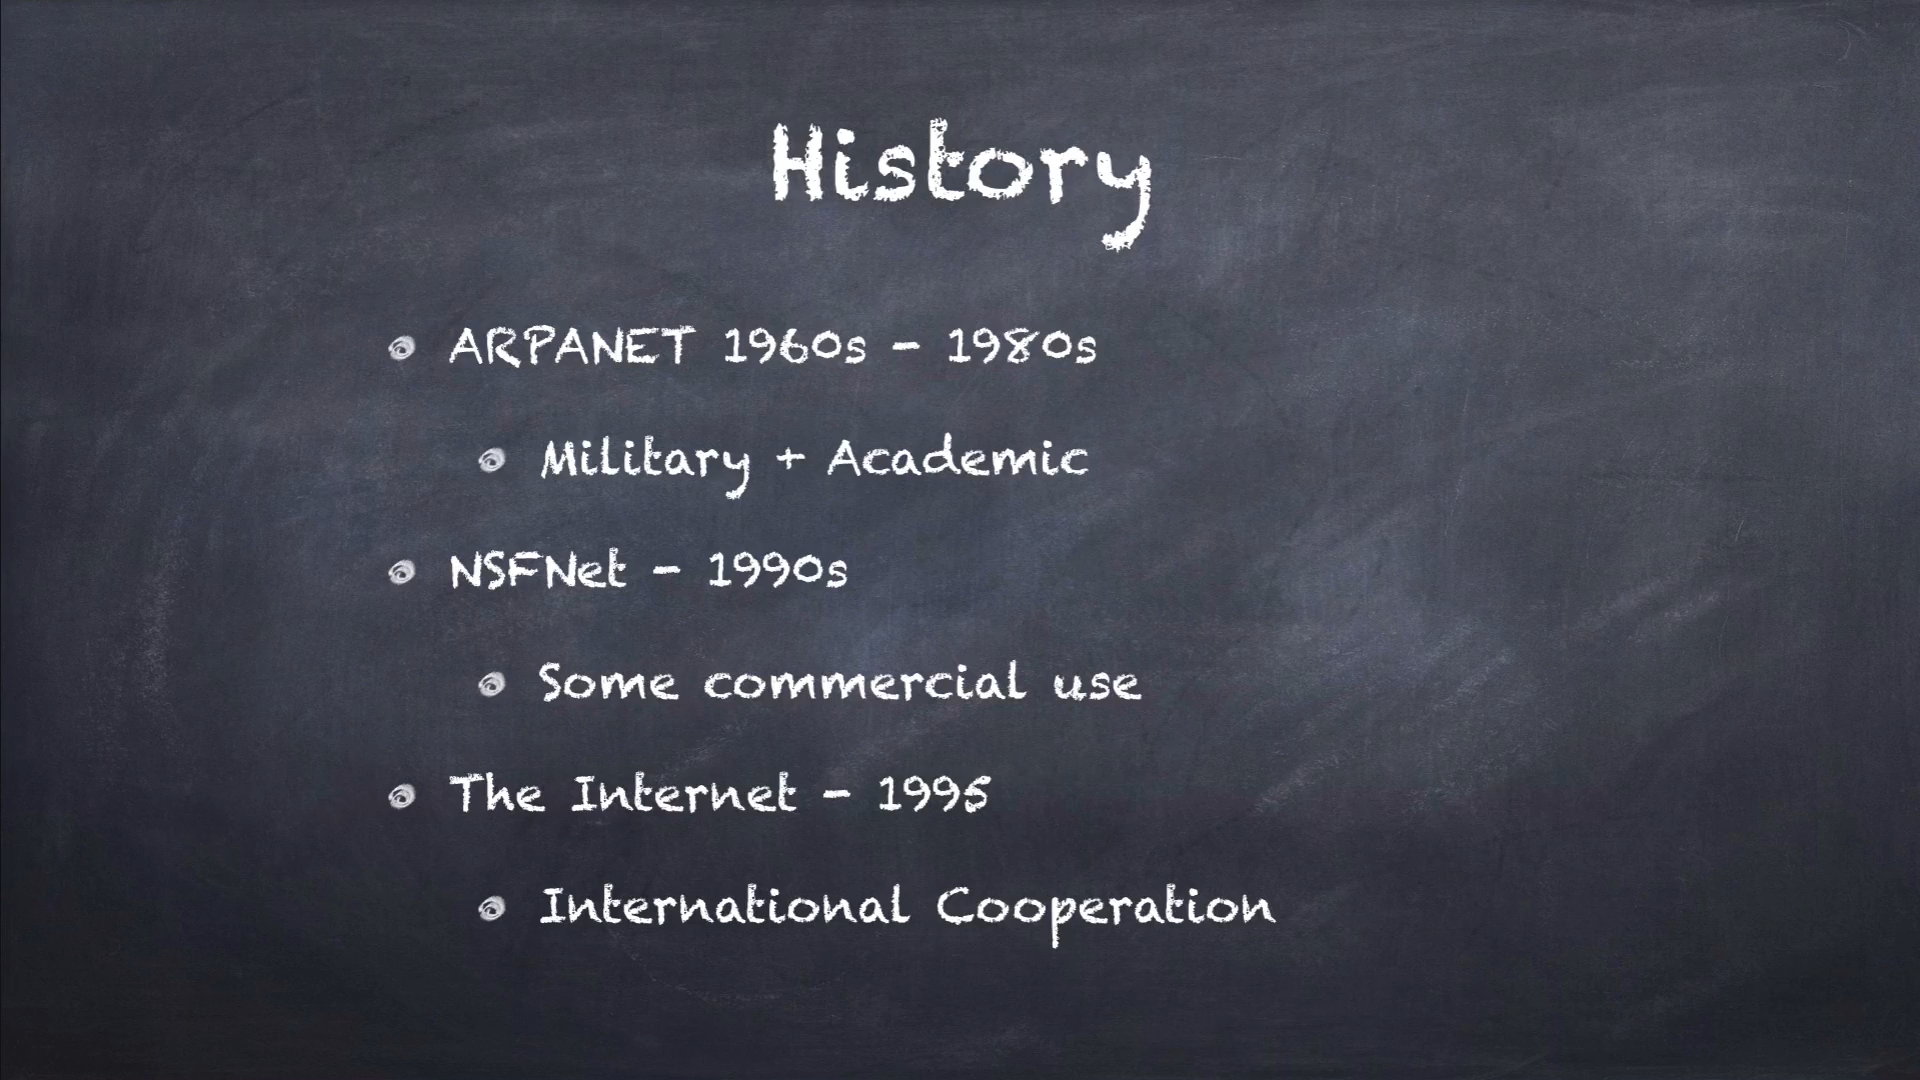 History
ARPANET 1960s - 1980s
Military + Academic
NSFNet - 1990s
Some commercial use
The Internet - 1995
International Cooperation